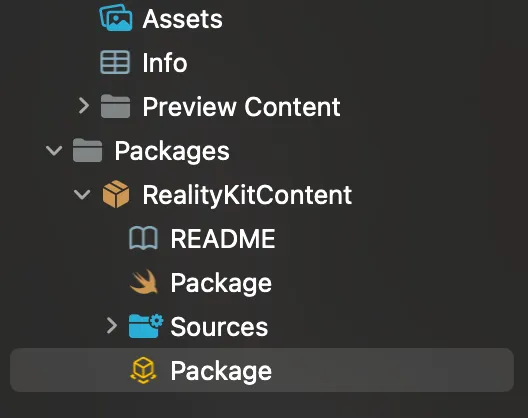 Assets
Info
Preview Content
Packages
RealityKitContent
README
Package
Sources
Package